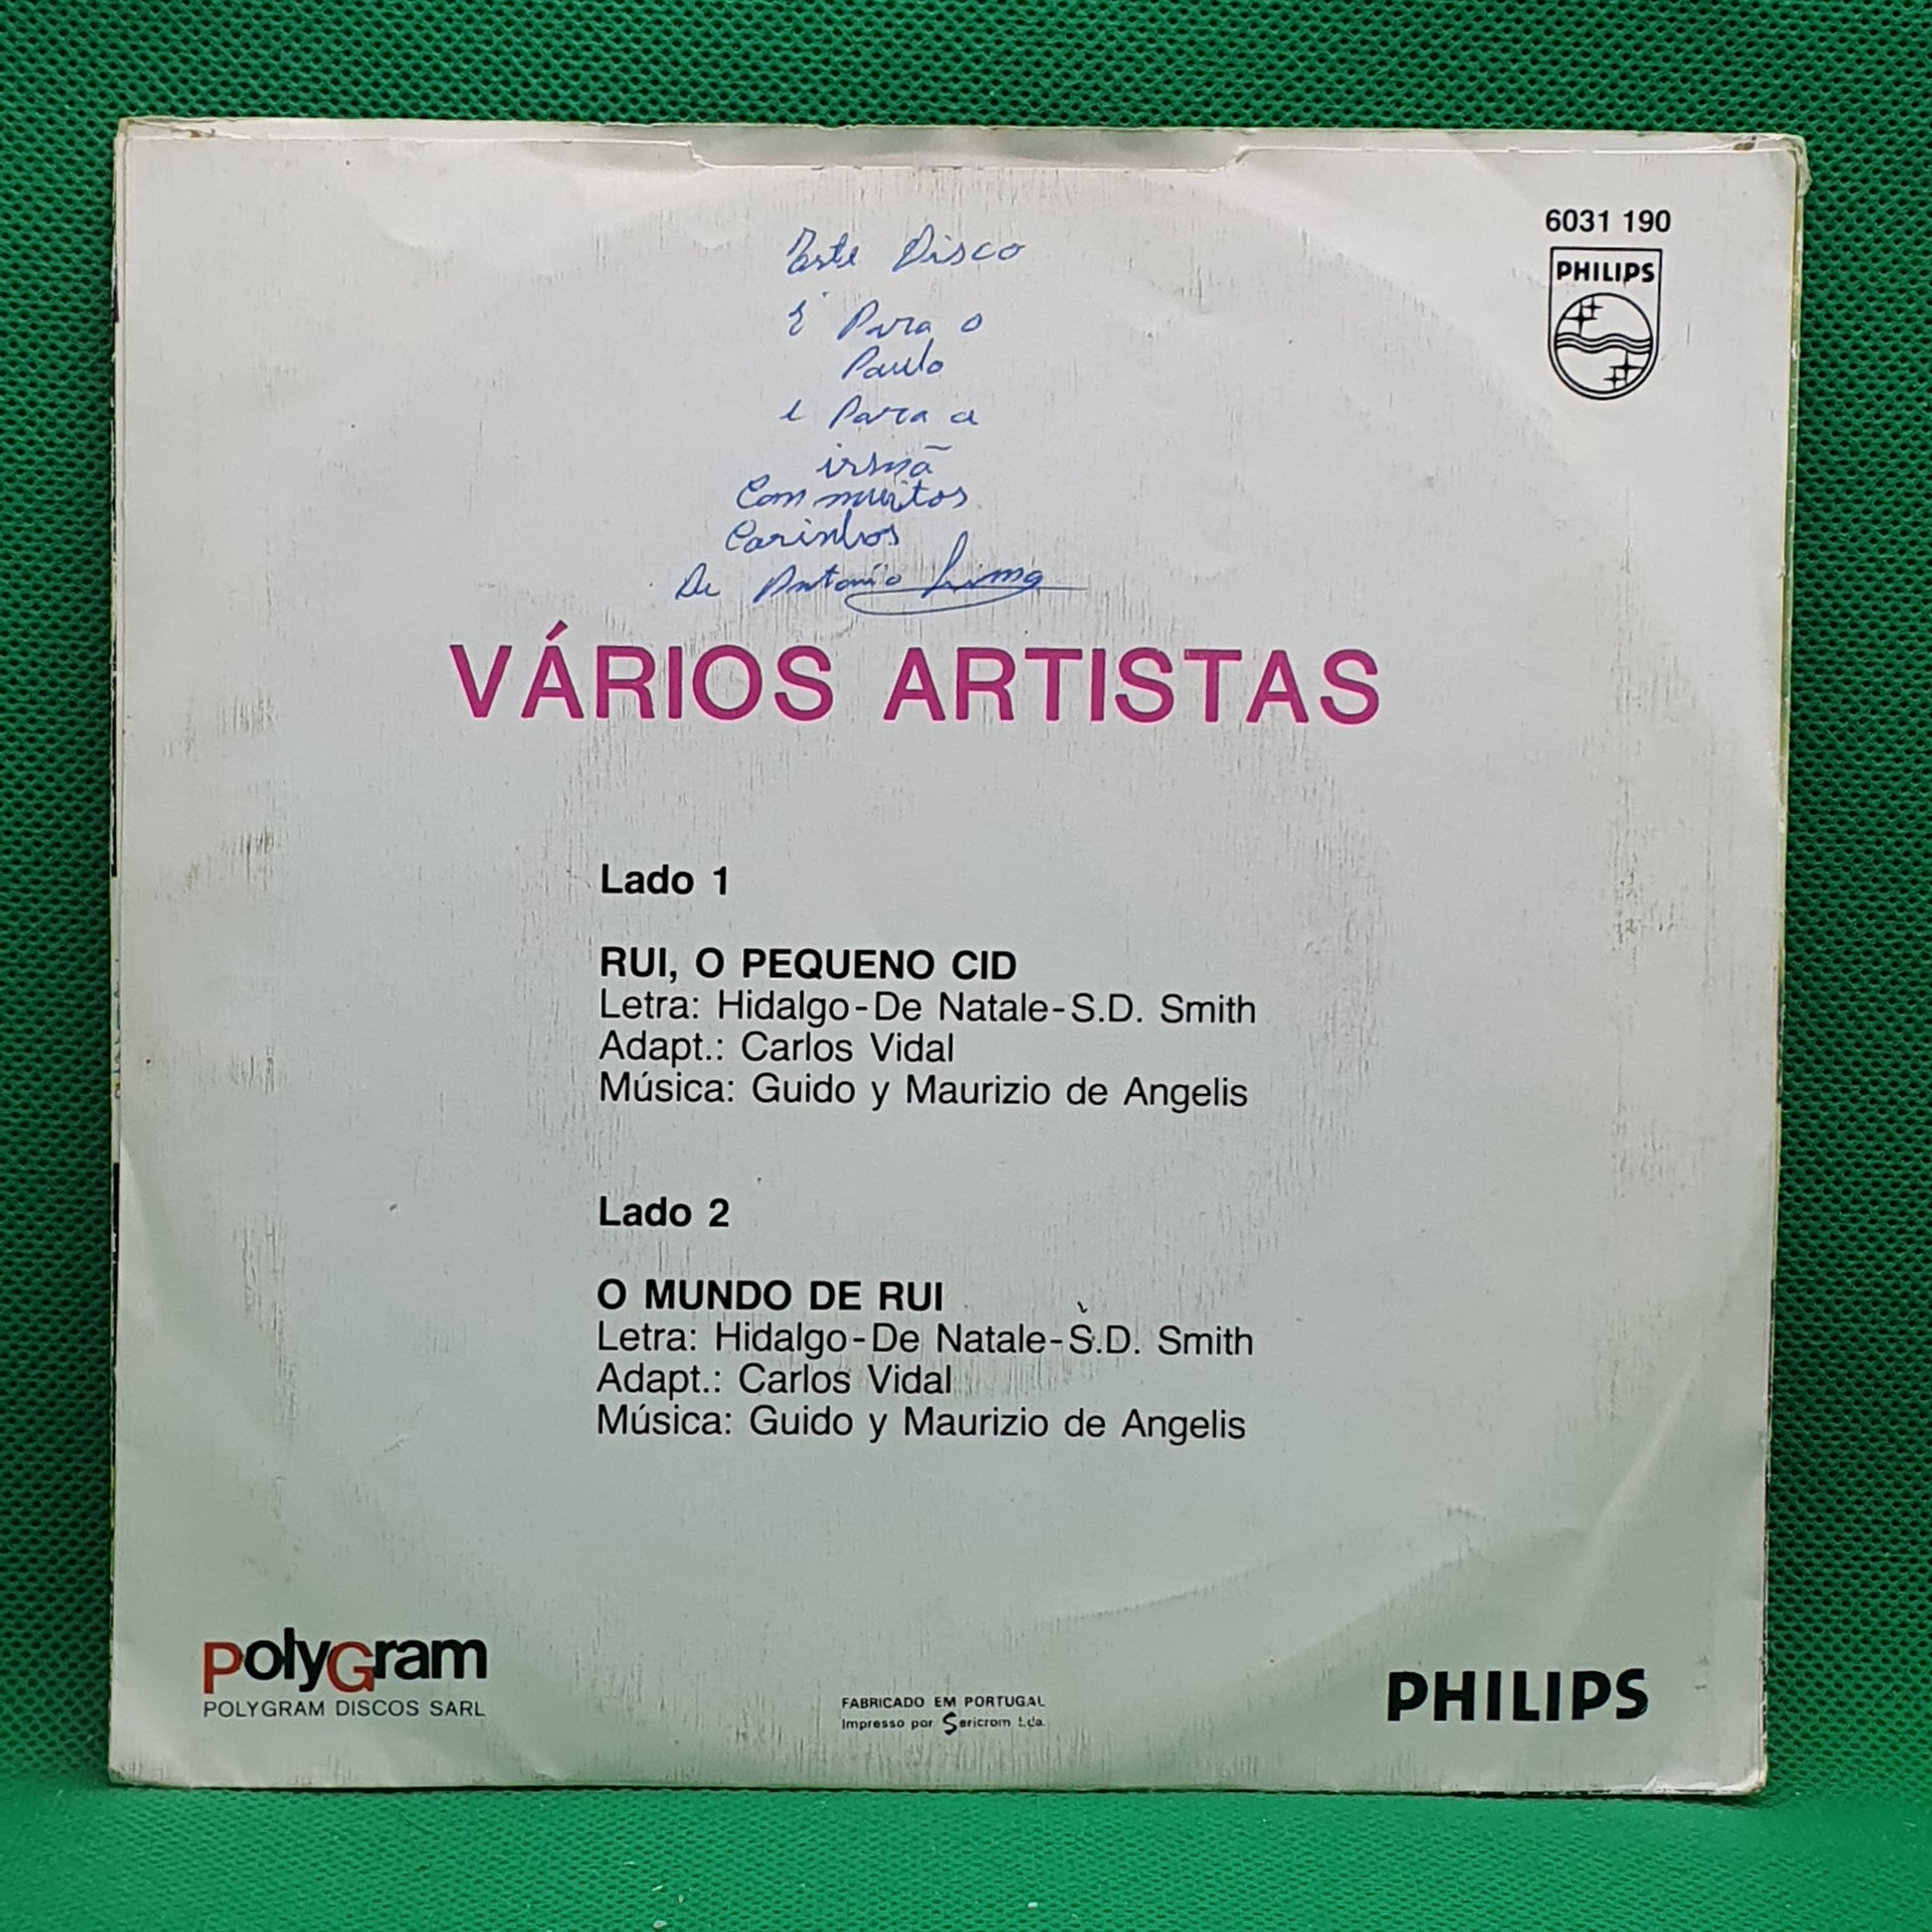 Este Disco
É Para o
Paulo
e Para a
irmã
Com muitos
Carinhos
De Antonio Lima
6031 190
PHILIPS
VÁRIOS ARTISTAS
Lado 1
RUI, O PEQUENO CID
Letra: Hidalgo-De Natale-S.D. Smith
Adapt.: Carlos Vidal
Música: Guido y Maurizio de Angelis
Lado 2
O MUNDO DE RUI
Letra: Hidalgo-De Natale-S.D. Smith
Adapt.: Carlos Vidal
Música: Guido y Maurizio de Angelis
PolyGram
POLYGRAM DISCOS SARL
FABRICADO EM PORTUGAL
Impresso por Sericrom Lda.
PHILIPS